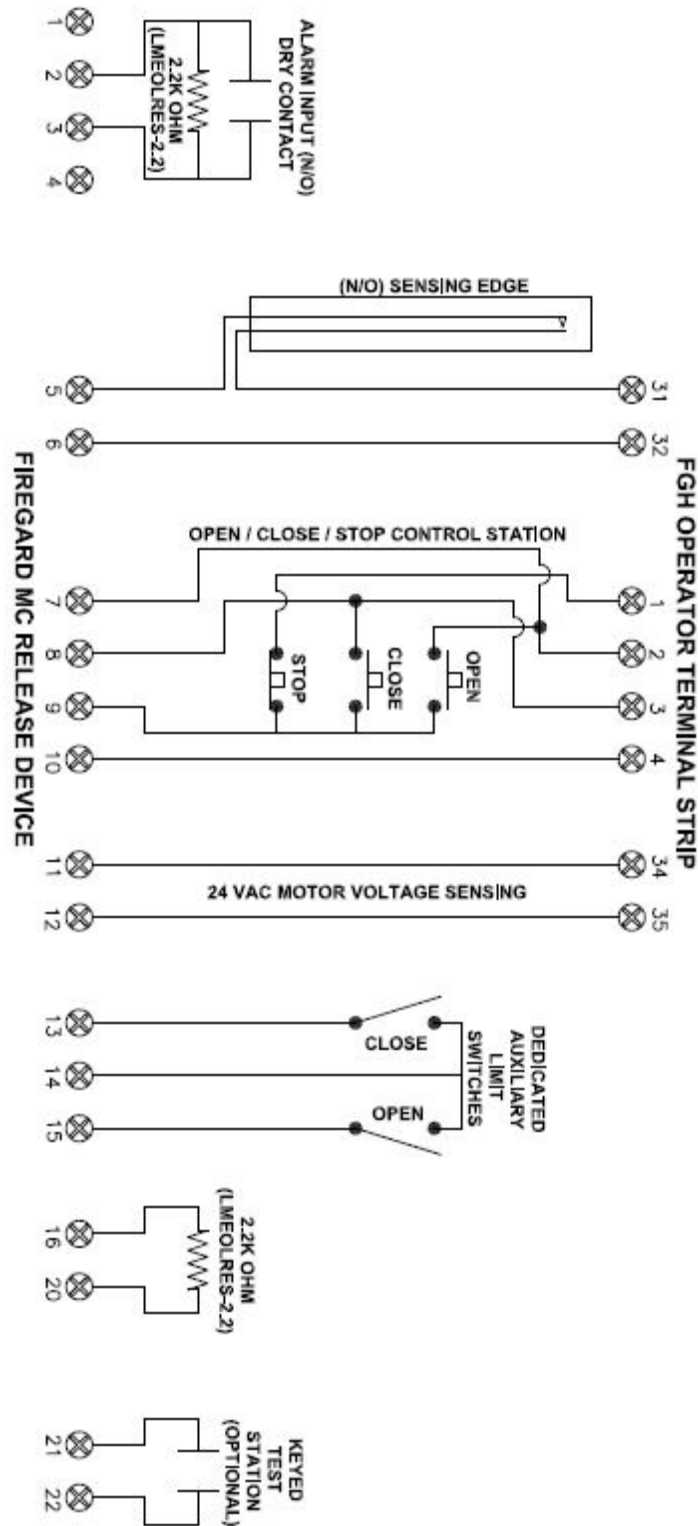 ALARM INPUT (N/O)
DRY CONTACT
2.2K OHM
(LMEOLRES-2.2)
1
2
3
4
(N/O) SENSING EDGE
5
31
6
32
FIREGARD MC RELEASE DEVICE
FGH OPERATOR TERMINAL STRIP
OPEN / CLOSE / STOP CONTROL STATION
7
1
8
2
9
3
10
4
STOP
CLOSE
OPEN
11
34
24 VAC MOTOR VOLTAGE SENSING
12
35
13
14
15
CLOSE
OPEN
DEDICATED
AUXILIARY
LIMIT
SWITCHES
2.2K OHM
(LMEOLRES-2.2)
16
20
KEYED
TEST
STATION
(OPTIONAL)
21
22